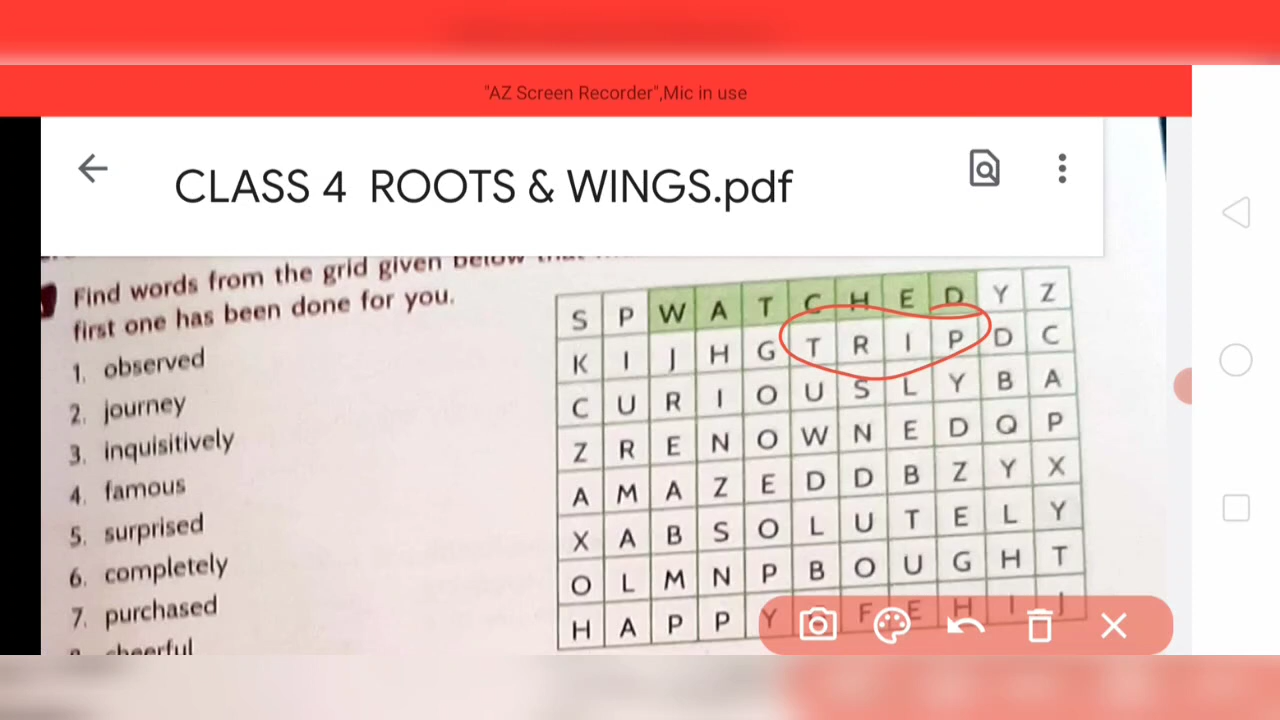 "AZ Screen Recorder",Mic in use
CLASS 4 ROOTS & WINGS.pdf
Find words from the grid given below
first one has been done for you.
1. observed
2. journey
3. inquisitively
4. famous
5. surprised
6. completely
7. purchased
8. cheerful
S P W A T C H E D Y Z
K I J H G T R I P D C
C U R I O U S L Y B A
Z R E N O W N E D Q P
A M A Z E D D B Z Y X
X A B S O L U T E L Y
O L M N P B O U G H T
H A P P Y G F E H I J